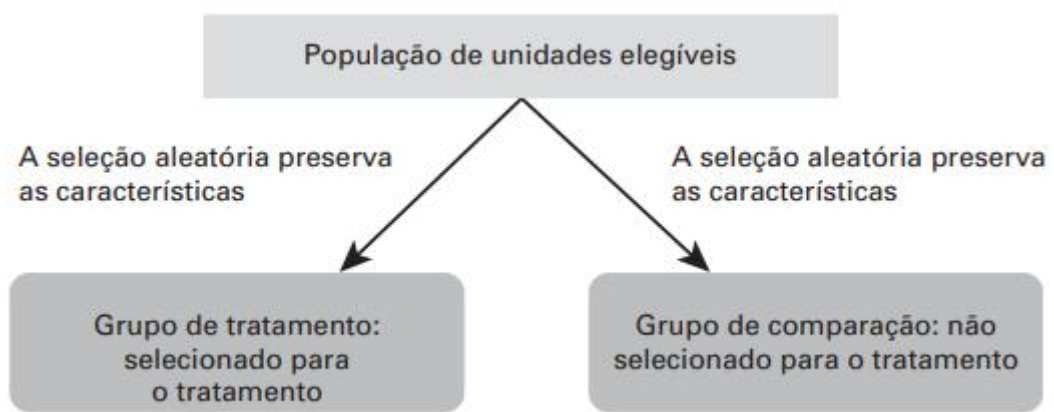 População de unidades elegíveis
A seleção aleatória preserva
as características
A seleção aleatória preserva
as características
Grupo de tratamento:
selecionado para
o tratamento
Grupo de comparação: não
selecionado para o tratamento